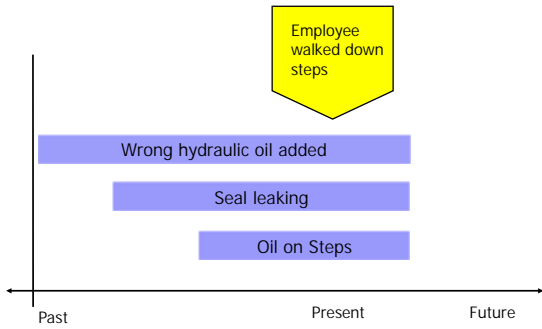 Employee
walked down
steps
Wrong hydraulic oil added
Seal leaking
Oil on Steps
Past
Present
Future